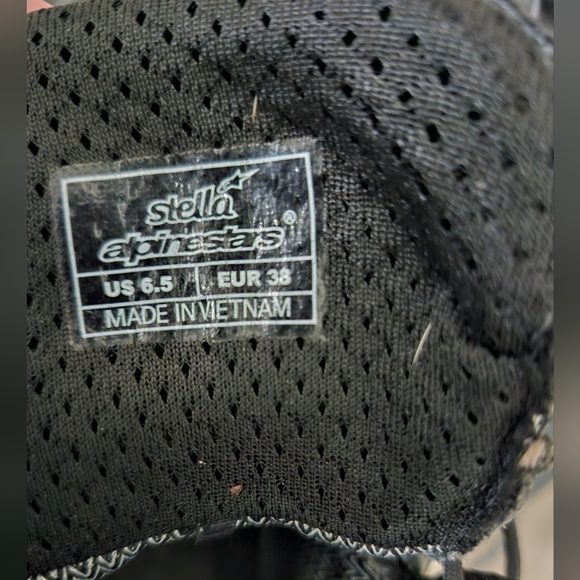 stella
alpinestars®
US 6.5 EUR 38
MADE IN VIETNAM